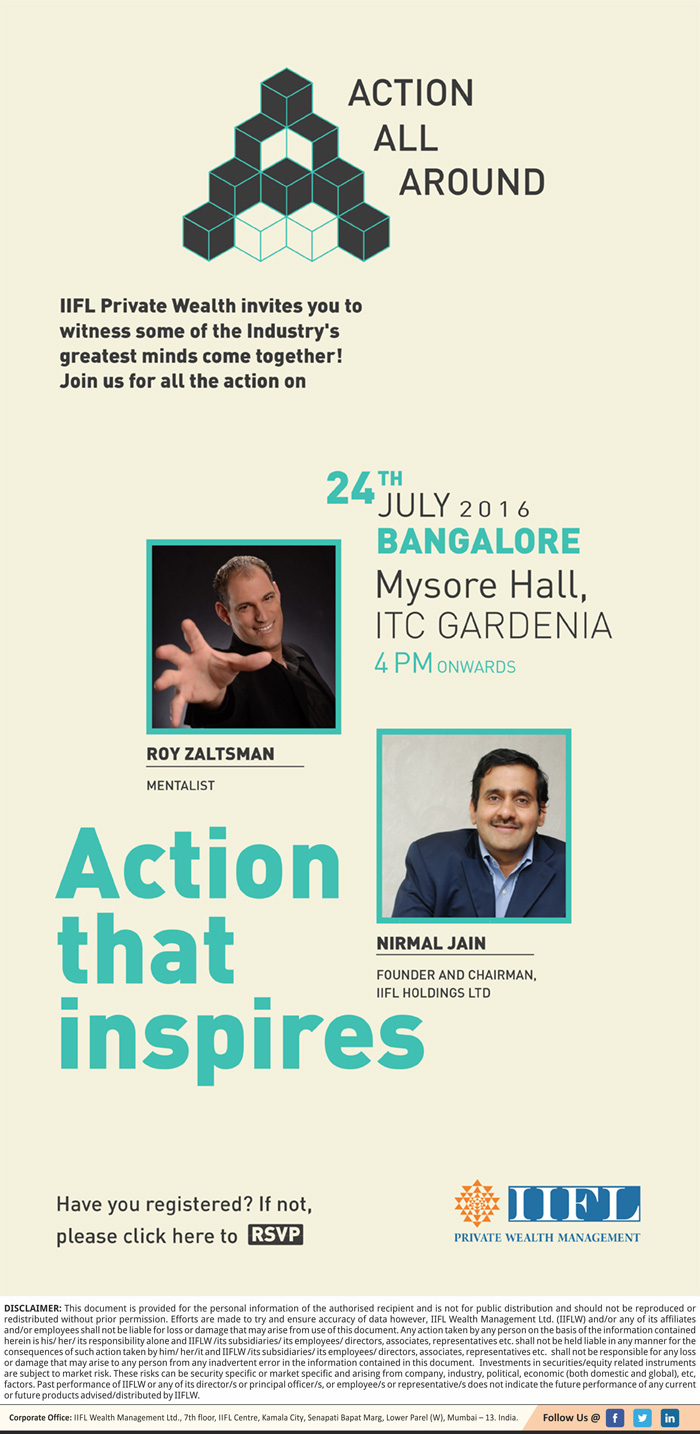 ACTION
ALL
AROUND
IIFL Private Wealth invites you to
witness some of the Industry's
greatest minds come together!
Join us for all the action on
24TH
JULY 2016
BANGALORE
Mysore Hall,
ITC GARDENIA
4 PM ONWARDS
ROY ZALTSMAN
MENTALIST
NIRMAL JAIN
FOUNDER AND CHAIRMAN,
IIFL HOLDINGS LTD
Action
that
inspires
Have you registered? If not,
please click here to RSVP
IIFL
PRIVATE WEALTH MANAGEMENT
DISCLAIMER: This document is provided for the personal information of the authorised recipient and is not for public distribution and should not be reproduced or
redistributed without prior permission. Efforts are made to try and ensure accuracy of data however, IIFL Wealth Management Ltd. (IIFLW) and/or any of its affiliates
and/or employees shall not be liable for loss or damage that may arise from use of this document. Any action taken by any person on the basis of the information contained
herein is his/ her/ its responsibility alone and IIFLW /its subsidiaries/ its employees/ directors, associates, representatives etc. shall not be held liable in any manner for the
consequences of such action taken by him/ her/it and IIFLW /its subsidiaries/ its employees/ directors, associates, representatives etc. shall not be responsible for any loss
or damage that may arise to any person from any inadvertent error in the information contained in this document. Investments in securities/equity related instruments
are subject to market risk. These risks can be security specific or market specific and arising from company, industry, political, economic (both domestic and global), etc,
factors. Past performance of IIFLW or any of its director/s or principal officer/s, or employee/s or representative/s does not indicate the future performance of any current
or future products advised/distributed by IIFLW.
Corporate Office: IIFL Wealth Management Ltd., 7th floor, IIFL Centre, Kamala City, Senapati Bapat Marg, Lower Parel (W), Mumbai – 13. India.
Follow Us @ f in